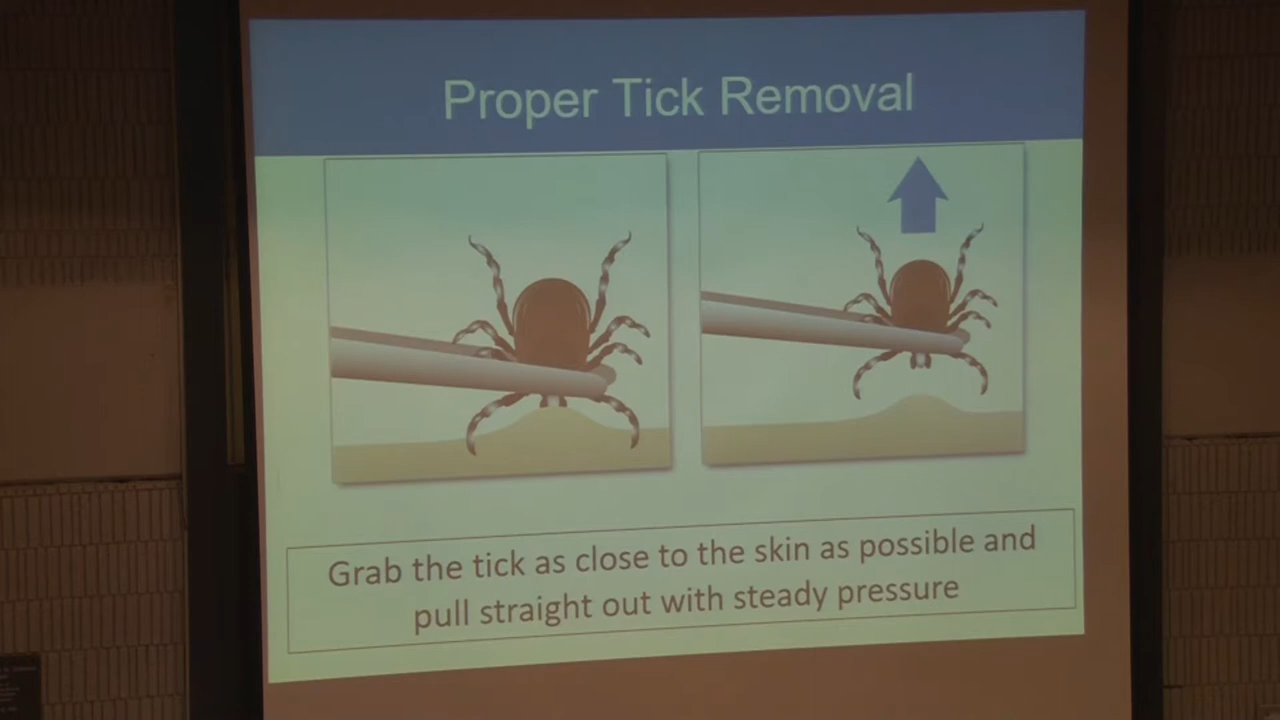 Proper Tick Removal
Grab the tick as close to the skin as possible and
pull straight out with steady pressure